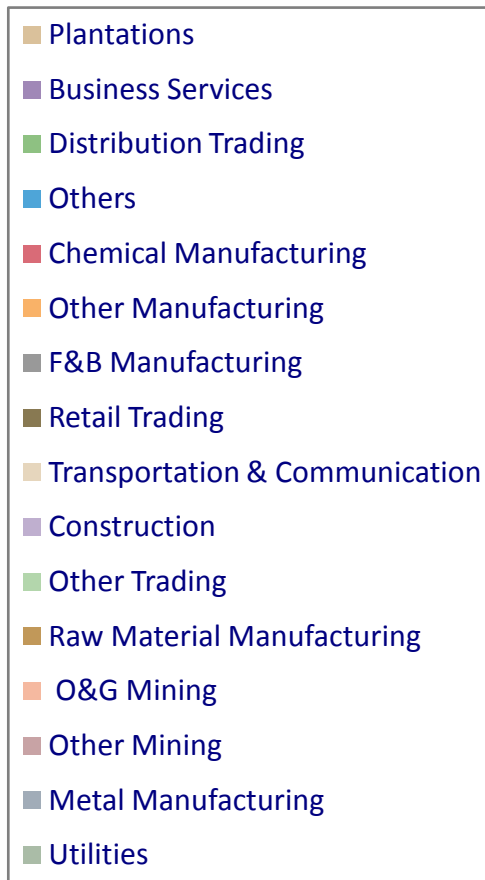 Plantations
Business Services
Distribution Trading
Others
Chemical Manufacturing
Other Manufacturing
F&B Manufacturing
Retail Trading
Transportation & Communication
Construction
Other Trading
Raw Material Manufacturing
O&G Mining
Other Mining
Metal Manufacturing
Utilities